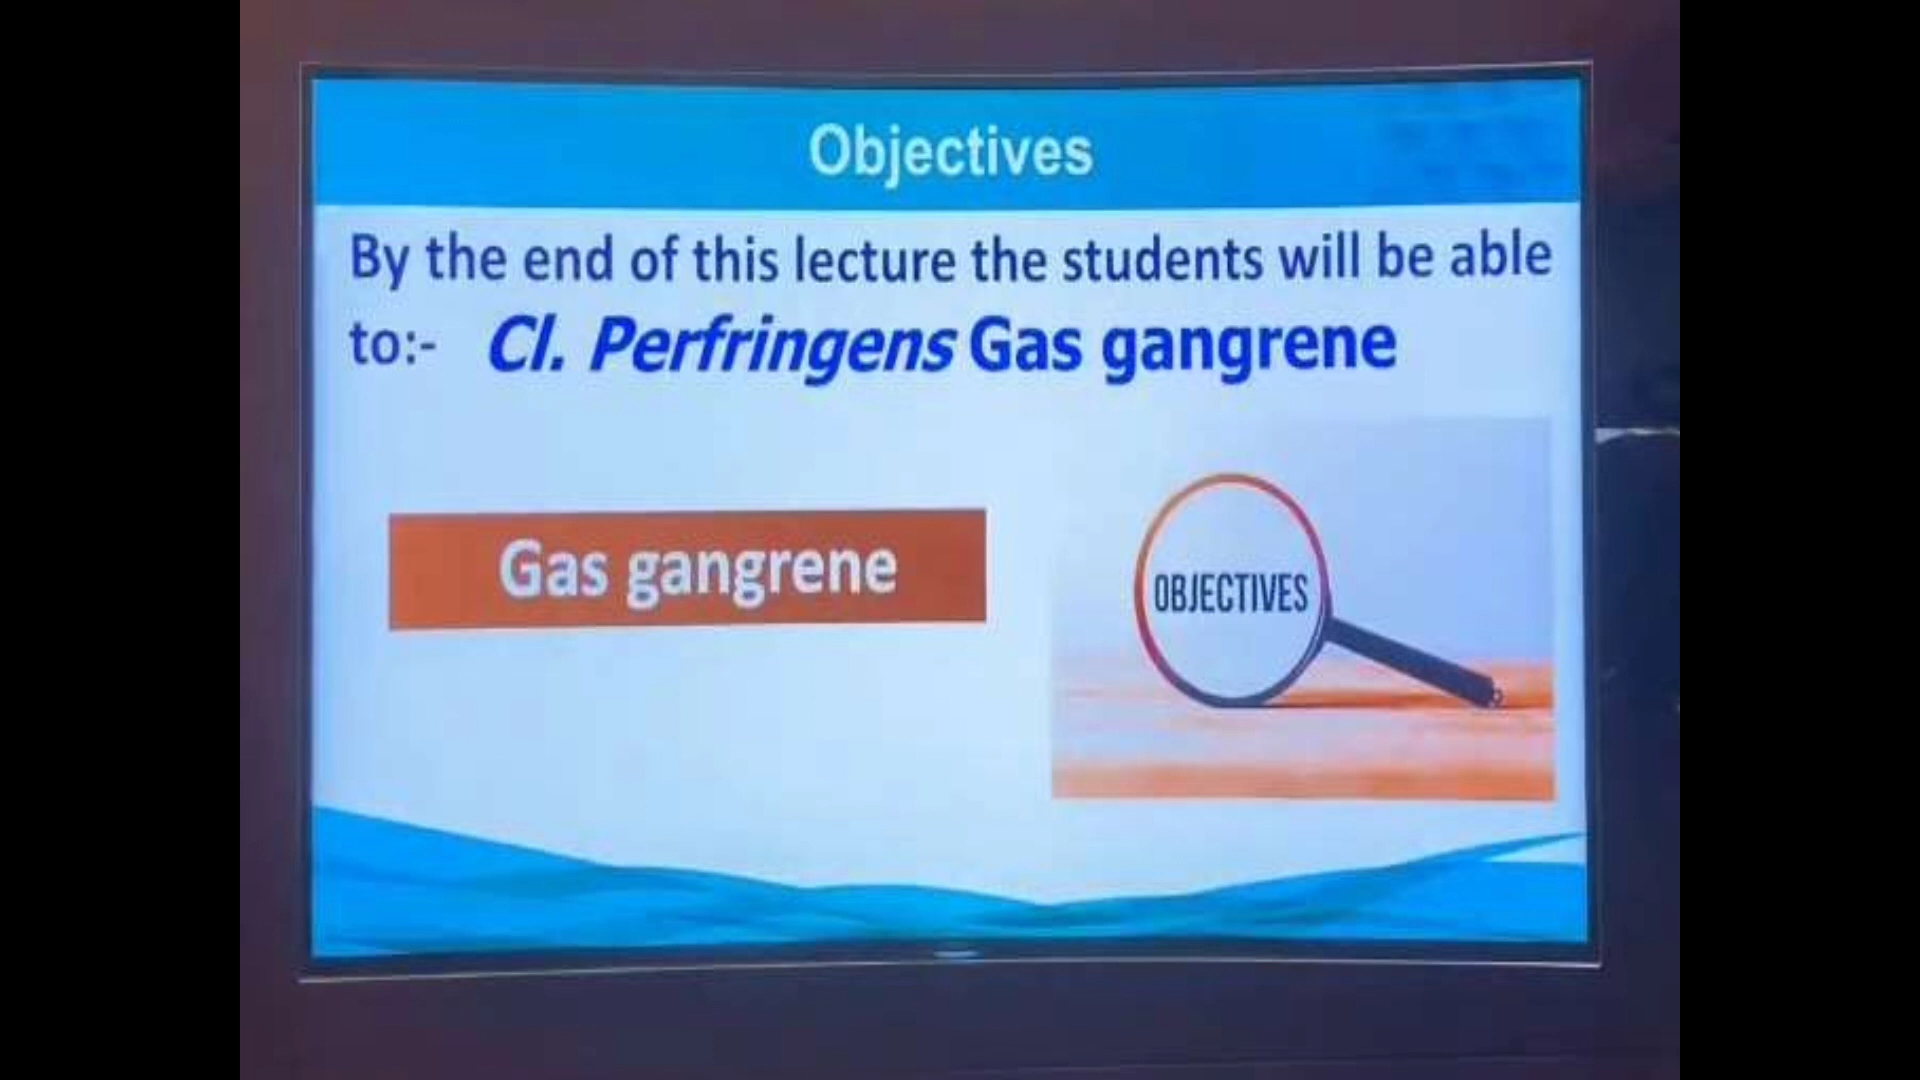 Objectives
By the end of this lecture the students will be able
to:- Cl. Perfringens Gas gangrene
Gas gangrene
OBJECTIVES